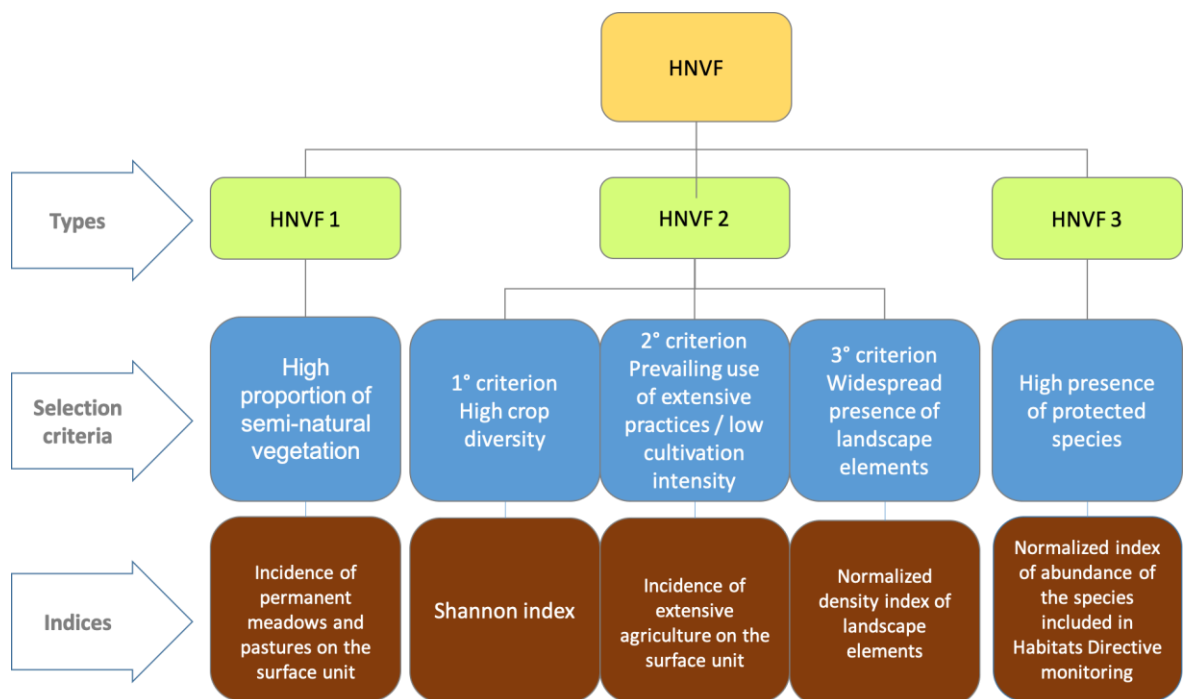 HNVF
Types
HNVF 1
HNVF 2
HNVF 3
Selection
criteria
High
proportion of
semi-natural
vegetation
1° criterion
High crop
diversity
2° criterion
Prevailing use
of extensive
practices / low
cultivation
intensity
3° criterion
Widspread
presence of
landscape
elements
High presence
of protected
species
Indices
Incidence of
permanent
meadows and
pastures on the
surface unit
Shannon index
Incidence of
extensive
agriculture on the
surface unit
Normalized
density index of
landscape
elements
Normalized index
of abundance of
the species
included in
Habitats Directive
monitoring